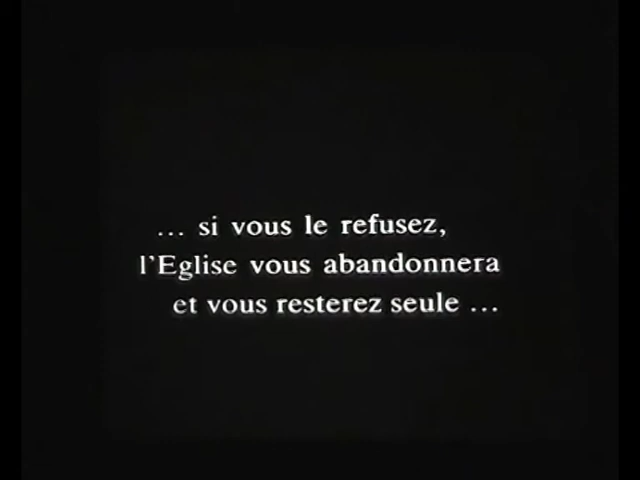 ... si vous le refusez,
l'Eglise vous abandonnera
et vous resterez seule ...